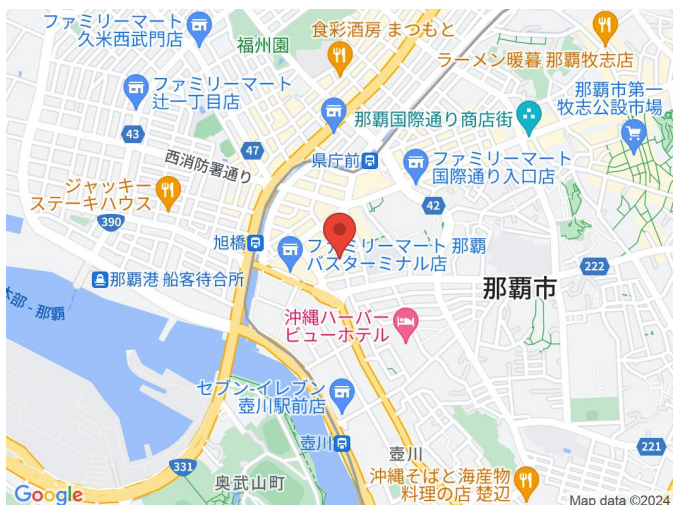 ファミリーマート
久米西武門店
福州園
食彩酒房 まつもと
ラーメン暖暮 那覇牧志店
ファミリーマート
辻一丁目店
那覇市第一
牧志公設市場
那覇国際通り商店街
43
47
西消防署通り
県庁前
ファミリーマート
国際通り入口店
ジャッキー
ステーキハウス
390
42
旭橋
ファミリーマート 那覇
バスターミナル店
222
那覇港 船客待合所
那覇市
本部 - 那覇
沖縄ハーバー
ビューホテル
セブン-イレブン
壺川駅前店
壺川
壺川
221
331
奥武山町
沖縄そばと海産物
料理の店 楚辺
Google
Map data ©2024